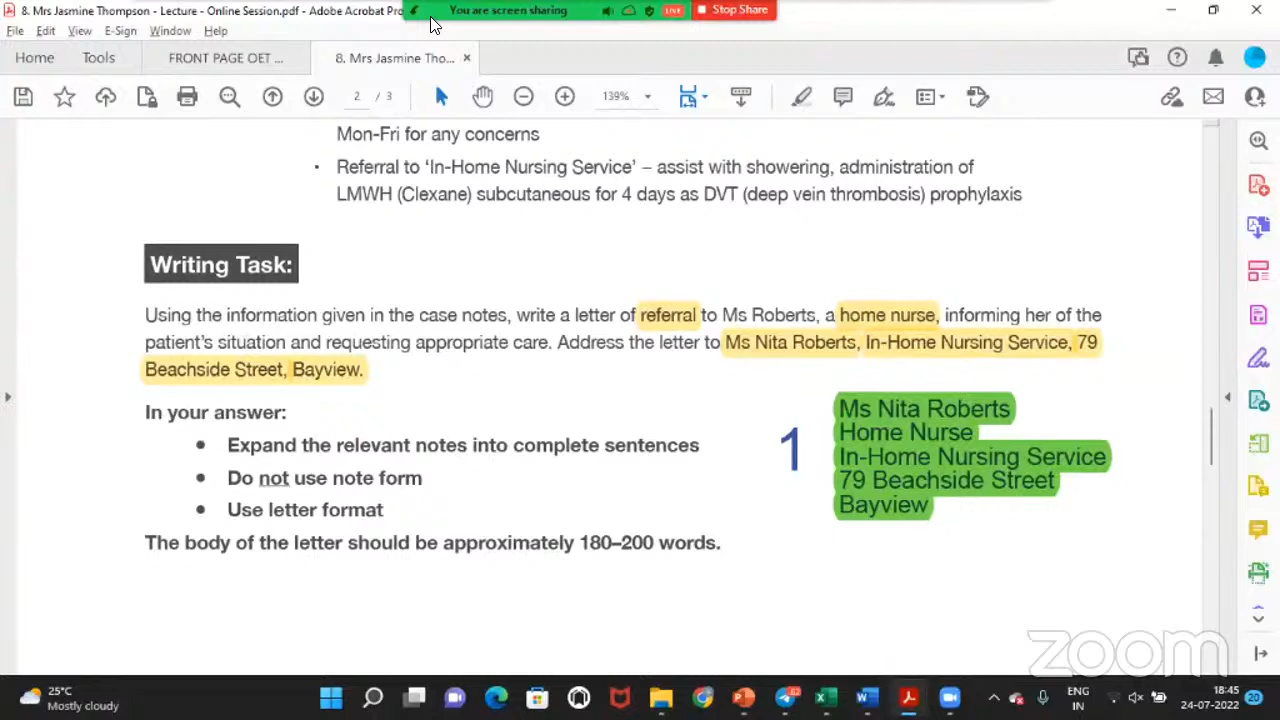 8. Mrs Jasmine Thompson - Lecture - Online Session.pdf - Adobe Acrobat Pro
You are screen sharing
LIVE
Stop Share
File Edit View E-Sign Window Help
Home Tools FRONT PAGE OET ... 8. Mrs Jasmine Tho... ×
2 / 3 139%
Mon-Fri for any concerns
· Referral to ‘In-Home Nursing Service’ – assist with showering, administration of
LMWH (Clexane) subcutaneous for 4 days as DVT (deep vein thrombosis) prophylaxis
Writing Task:
Using the information given in the case notes, write a letter of referral to Ms Roberts, a home nurse, informing her of the
patient’s situation and requesting appropriate care. Address the letter to Ms Nita Roberts, In-Home Nursing Service, 79
Beachside Street, Bayview.
In your answer:
● Expand the relevant notes into complete sentences
● Do not use note form
● Use letter format
The body of the letter should be approximately 180–200 words.
1
Ms Nita Roberts
Home Nurse
In-Home Nursing Service
79 Beachside Street
Bayview
zoom
25°C
Mostly cloudy
62
ENG
IN
18:45
24-07-2022
20